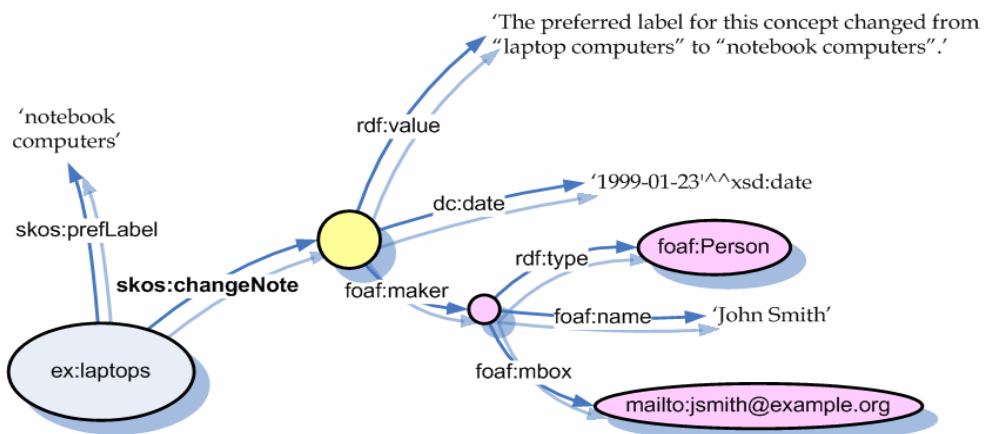 ‘The preferred label for this concept changed from
“laptop computers” to “notebook computers”.’
‘notebook
computers’
rdf:value
‘1999-01-23'^^xsd:date
dc:date
skos:prefLabel
foaf:Person
rdf:type
skos:changeNote
foaf:maker
foaf:name
‘John Smith’
ex:laptops
foaf:mbox
mailto:jsmith@example.org